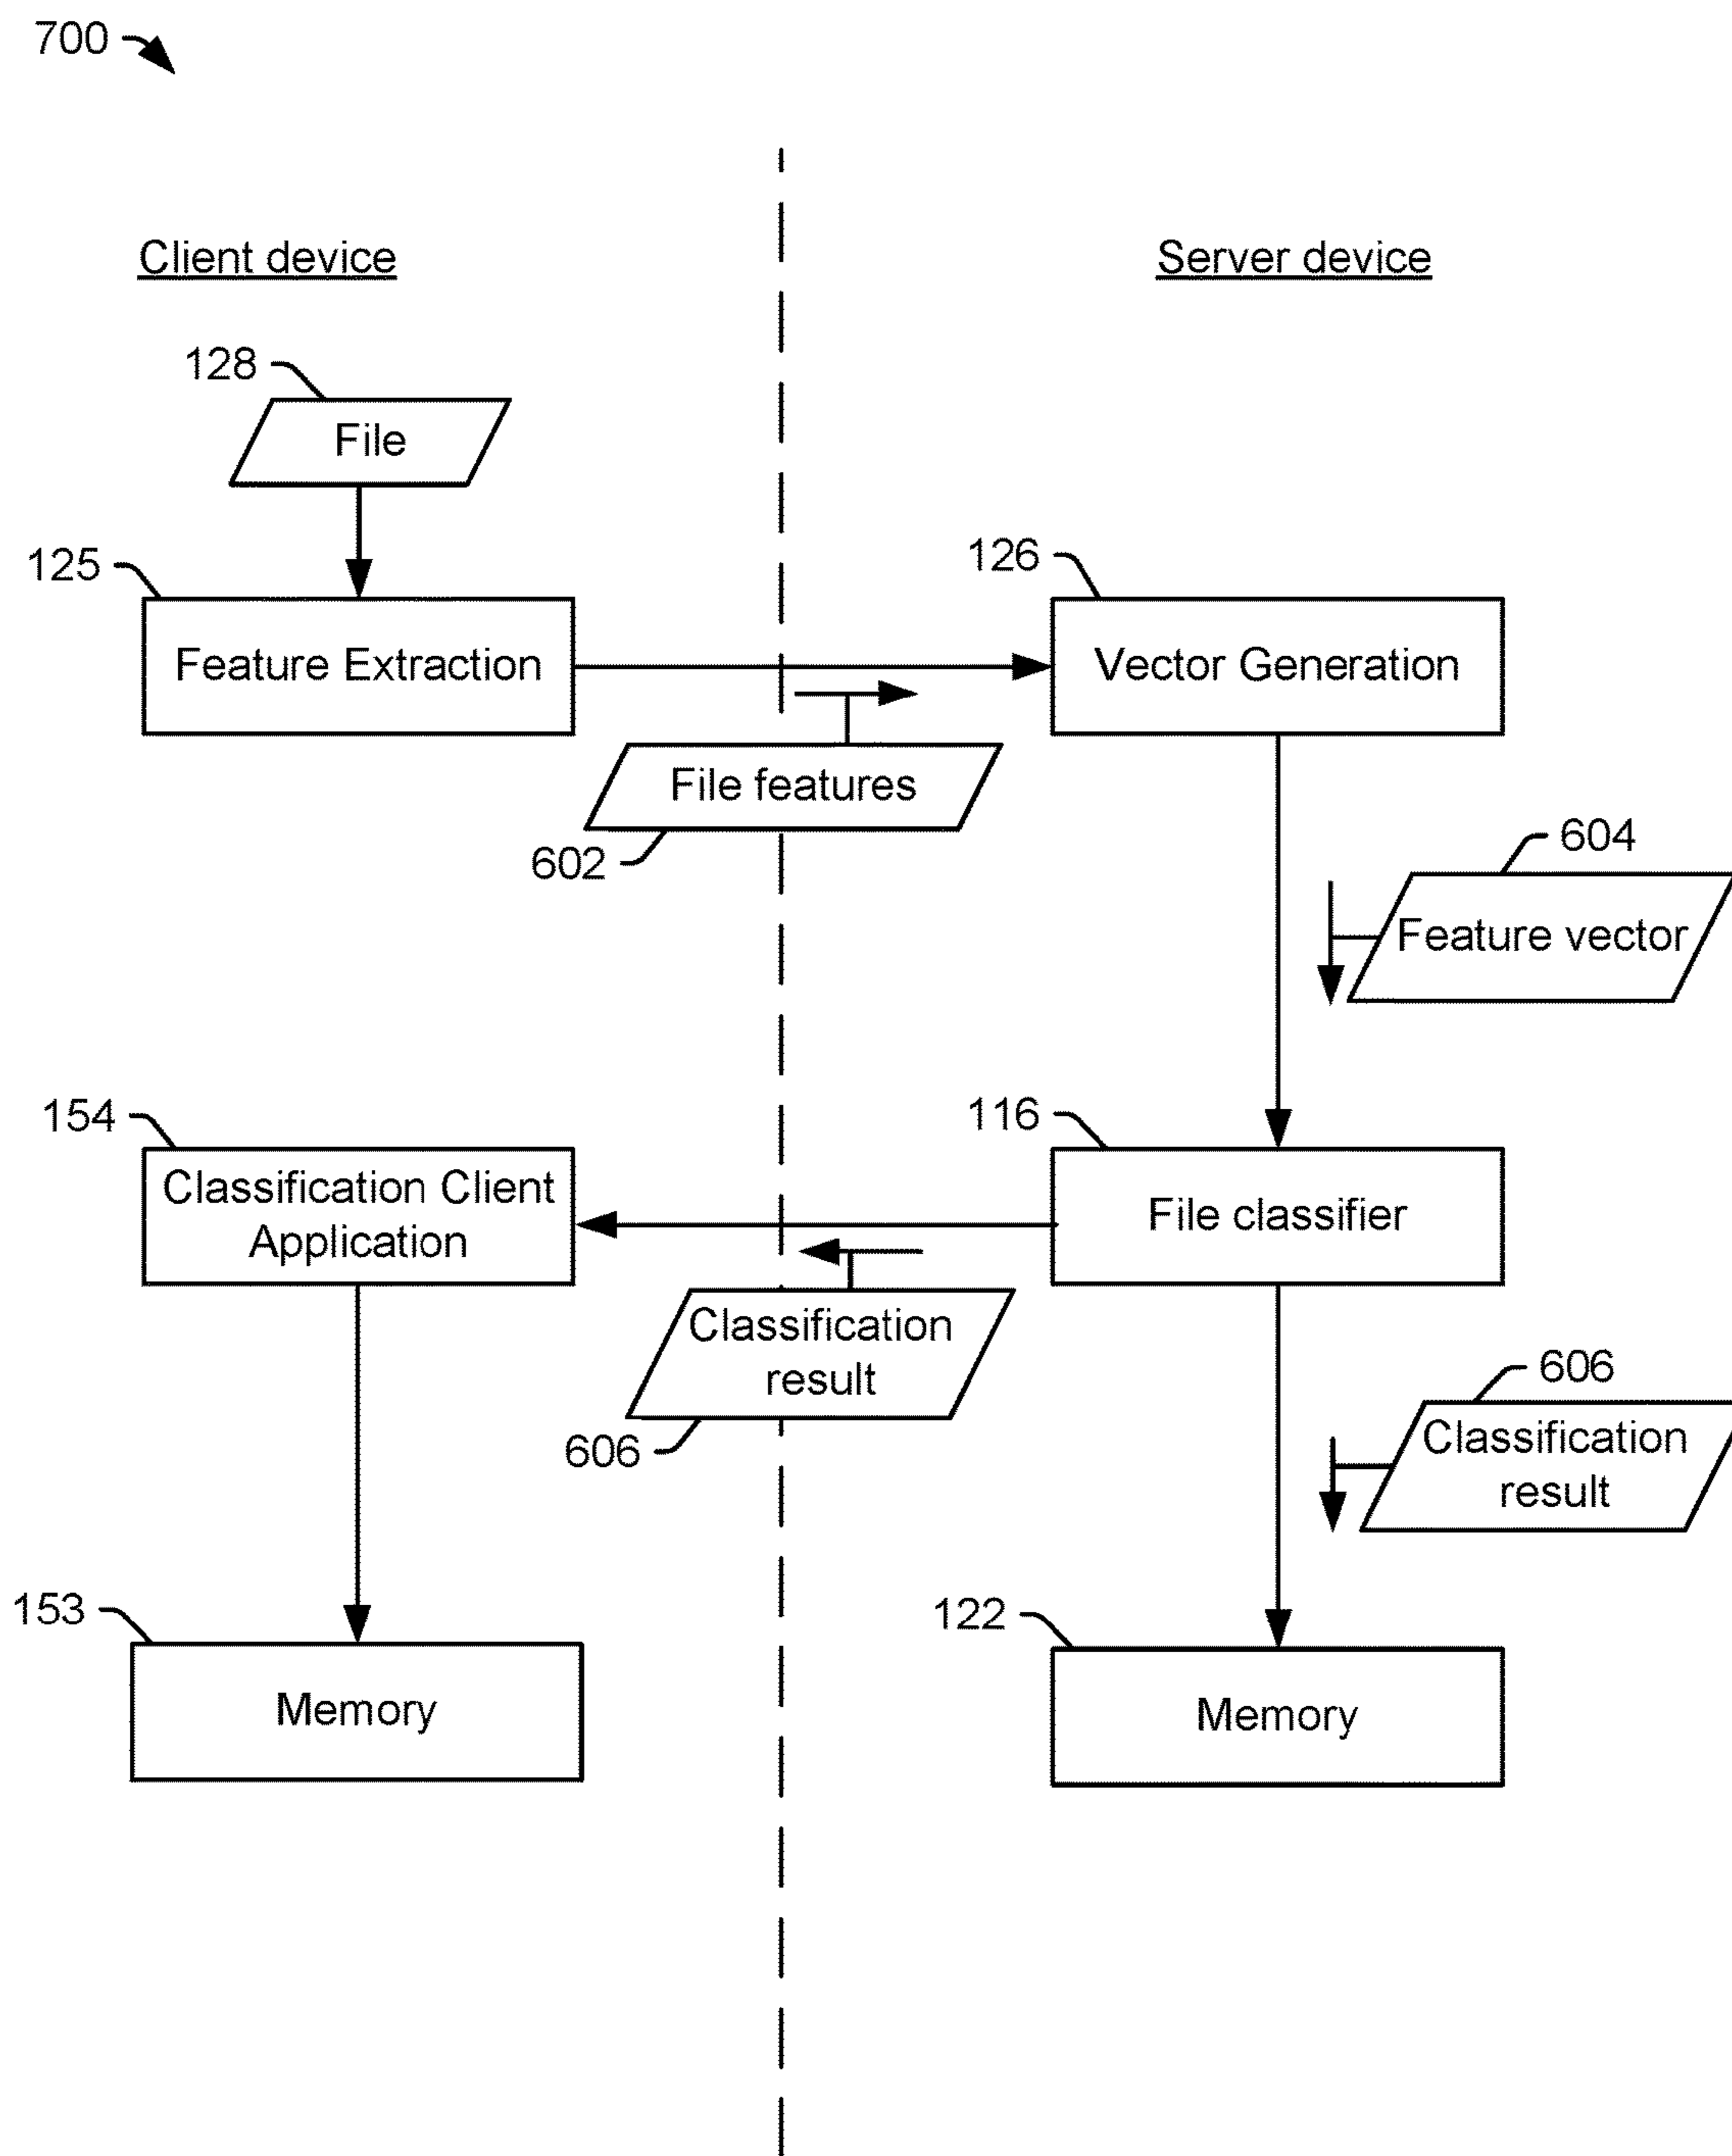 700
Client device
Server device
128
File
125
126
Feature Extraction
Vector Generation
File features
602
604
Feature vector
154
116
Classification Client
Application
File classifier
Classification
result
606
606
Classification
result
153
122
Memory
Memory